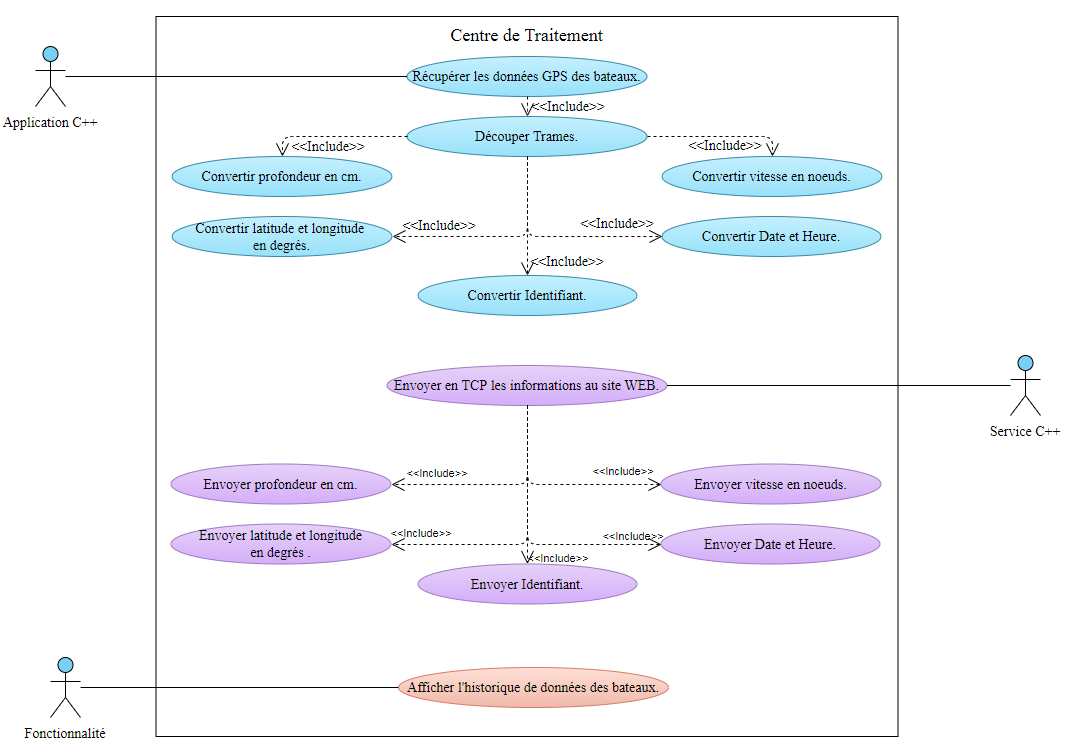 Centre de Traitement
Récupérer les données GPS des bateaux.
Application C++
<<Include>>
Découper Trames.
<<Include>>
<<Include>>
Convertir profondeur en cm.
Convertir vitesse en noeuds.
Convertir latitude et longitude
en degrés.
<<Include>>
<<Include>>
Convertir Date et Heure.
<<Include>>
Convertir Identifiant.
Envoyer en TCP les informations au site WEB.
Service C++
<<Include>>
<<Include>>
Envoyer profondeur en cm.
Envoyer vitesse en noeuds.
Envoyer latitude et longitude
en degrés .
<<Include>>
<<Include>>
Envoyer Date et Heure.
<<Include>>
Envoyer Identifiant.
Afficher l'historique de données des bateaux.
Fonctionnalité